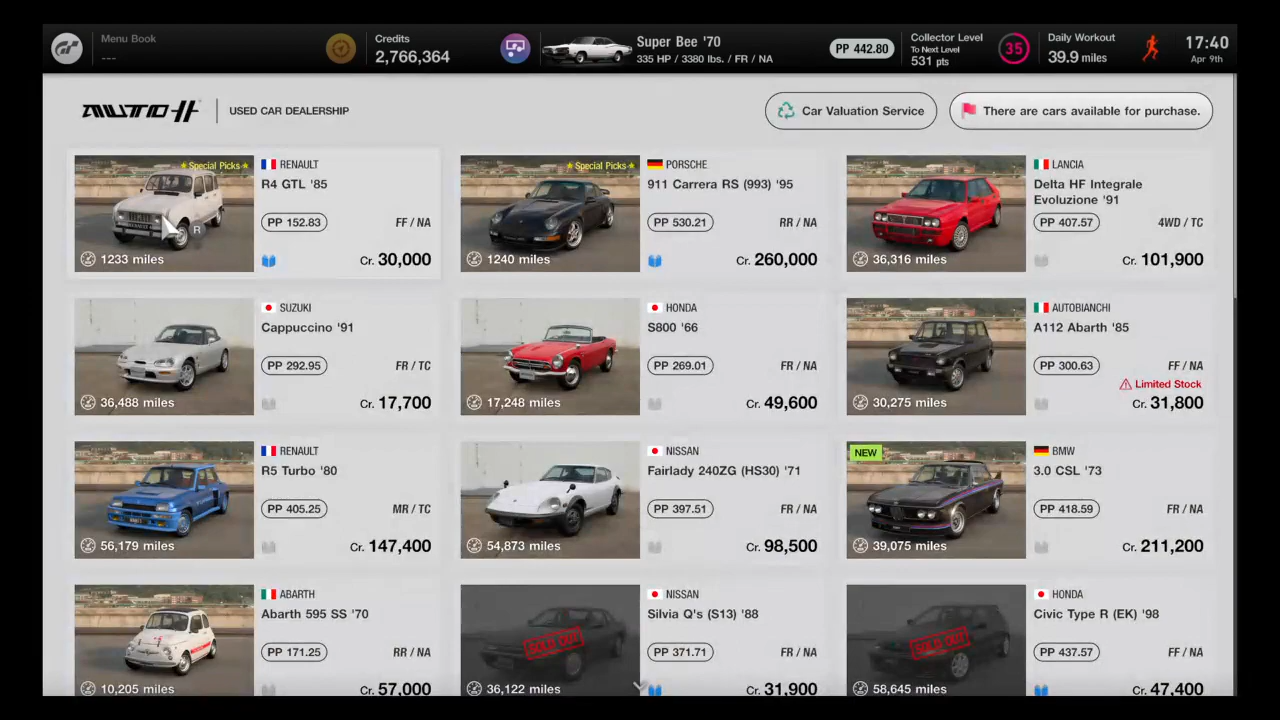 Menu Book
---
Credits
2,766,364
Super Bee '70
335 HP / 3380 lbs. / FR / NA
PP 442.80
Collector Level
To Next Level
531 pts
35
Daily Workout
39.9 miles
17:40
Apr 9th
AUTO H
USED CAR DEALERSHIP
Car Valuation Service
There are cars available for purchase.
Special Picks
1233 miles
RENAULT
R4 GTL '85
PP 152.83
FF / NA
Cr. 30,000
R
Special Picks
1240 miles
PORSCHE
911 Carrera RS (993) '95
PP 530.21
RR / NA
Cr. 260,000
36,316 miles
LANCIA
Delta HF Integrale
Evoluzione '91
PP 407.57
4WD / TC
Cr. 101,900
36,488 miles
SUZUKI
Cappuccino '91
PP 292.95
FR / TC
Cr. 17,700
17,248 miles
HONDA
S800 '66
PP 269.01
FR / NA
Cr. 49,600
30,275 miles
AUTOBIANCHI
A112 Abarth '85
PP 300.63
FF / NA
Limited Stock
Cr. 31,800
56,179 miles
RENAULT
R5 Turbo '80
PP 405.25
MR / TC
Cr. 147,400
54,873 miles
NISSAN
Fairlady 240ZG (HS30) '71
PP 397.51
FR / NA
Cr. 98,500
NEW
39,075 miles
BMW
3.0 CSL '73
PP 418.59
FR / NA
Cr. 211,200
10,205 miles
ABARTH
Abarth 595 SS '70
PP 171.25
RR / NA
Cr. 57,000
SOLD OUT
36,122 miles
NISSAN
Silvia Q's (S13) '88
PP 371.71
FR / NA
Cr. 31,900
SOLD OUT
58,645 miles
HONDA
Civic Type R (EK) '98
PP 437.57
FF / NA
Cr. 47,400